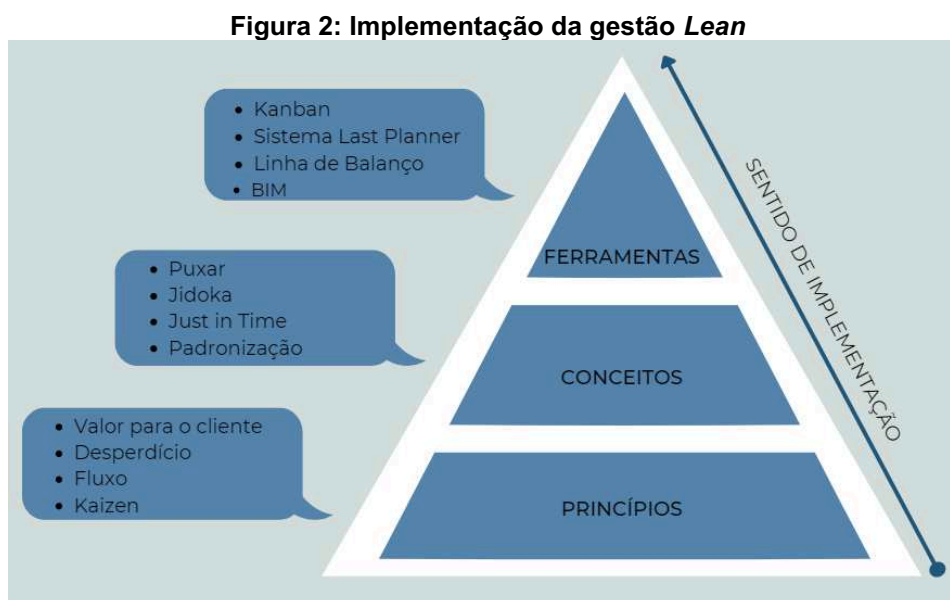 Figura 2: Implementação da gestão Lean
• Kanban
• Sistema Last Planner
• Linha de Balanço
• BIM
FERRAMENTAS
SENTIDO DE IMPLEMENTAÇÃO
• Puxar
• Jidoka
• Just in Time
• Padronização
CONCEITOS
• Valor para o cliente
• Desperdício
• Fluxo
• Kaizen
PRINCÍPIOS